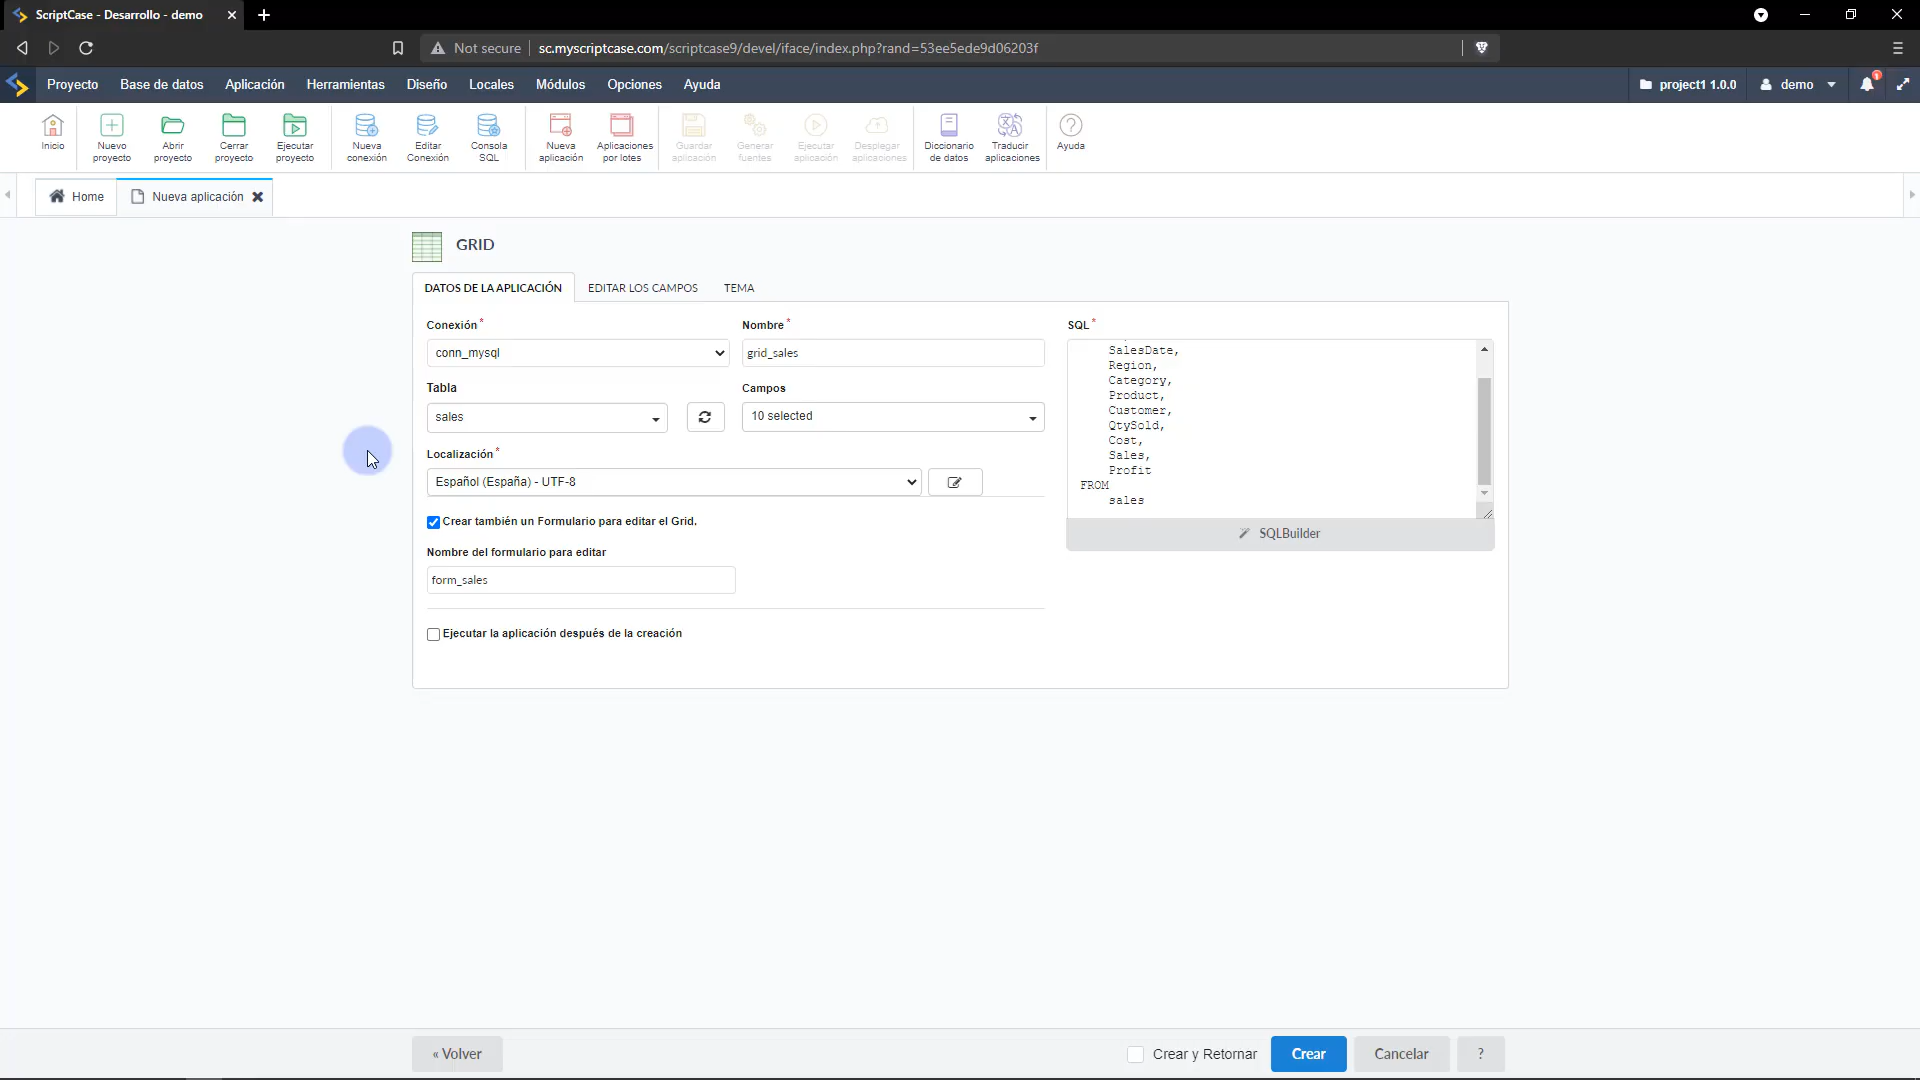 ScriptCase - Desarrollo - demo
Not secure | sc.myscriptcase.com/scriptcase9/devel/iface/index.php?rand=53ee5ede9d06203f
Proyecto Base de datos Aplicación Herramientas Diseño Locales Módulos Opciones Ayuda project1 1.0.0 demo 1
Inicio
Nuevo proyecto
Abrir proyecto
Cerrar proyecto
Ejecutar proyecto
Nueva conexión
Editar Conexión
Consola SQL
Nueva aplicación
Aplicaciones por lotes
Guardar aplicación
Generar fuentes
Ejecutar aplicación
Desplegar aplicaciones
Diccionario de datos
Traducir aplicaciones
Ayuda
Home Nueva aplicación
GRID
DATOS DE LA APLICACIÓN EDITAR LOS CAMPOS TEMA
Conexión *
conn_mysql
Nombre *
grid_sales
Tabla
sales
Campos
10 selected
Localización *
Español (España) - UTF-8
Crear también un Formulario para editar el Grid.
Nombre del formulario para editar
form_sales
Ejecutar la aplicación después de la creación
SQL *
SalesDate,
Region,
Category,
Product,
Customer,
QtySold,
Cost,
Sales,
Profit
FROM
sales
SQLBuilder
« Volver
Crear y Retornar
Crear
Cancelar
?